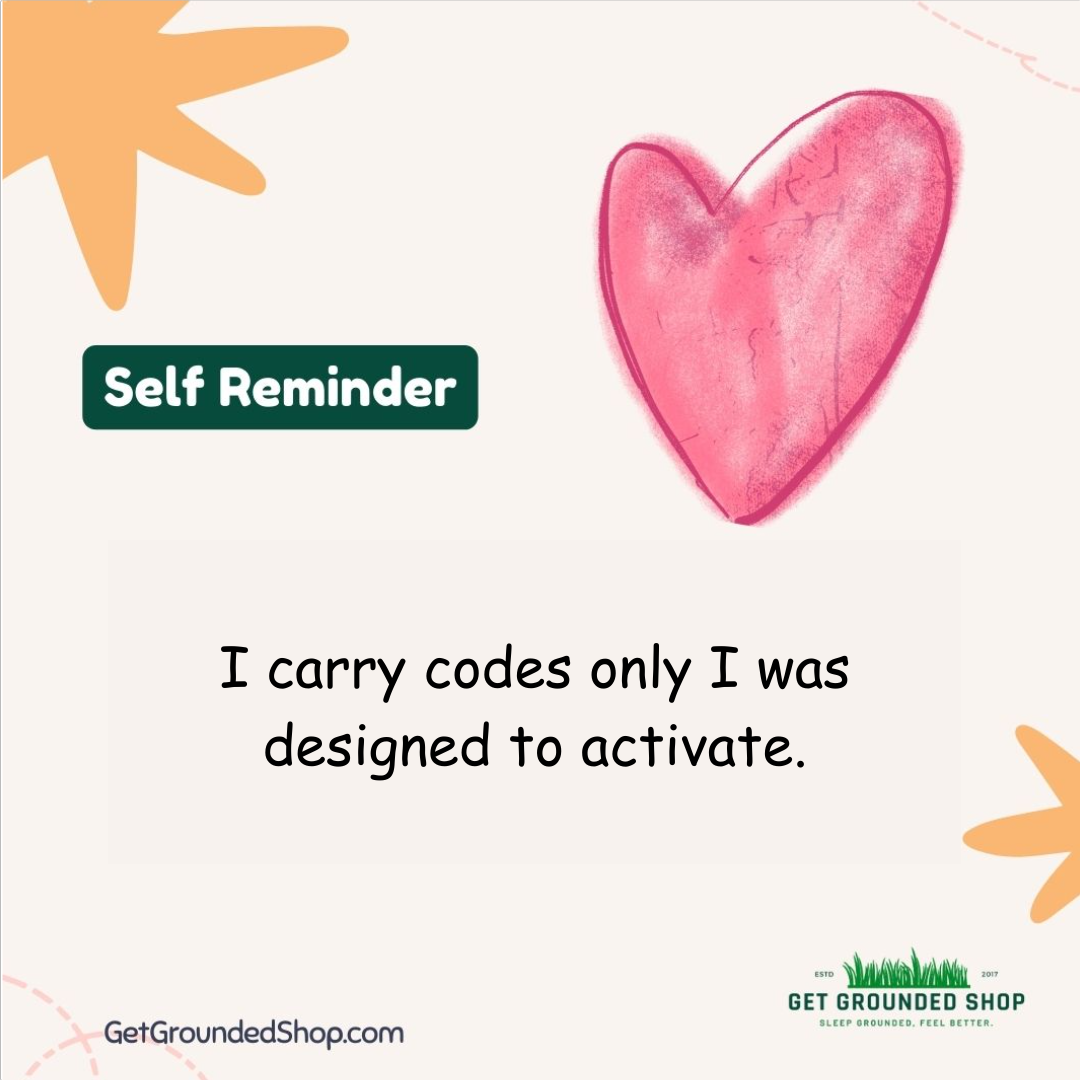 Self Reminder
I carry codes only I was
designed to activate.
ESTD 2017
GET GROUNDED SHOP
SLEEP GROUNDED, FEEL BETTER.
GetGroundedShop.com